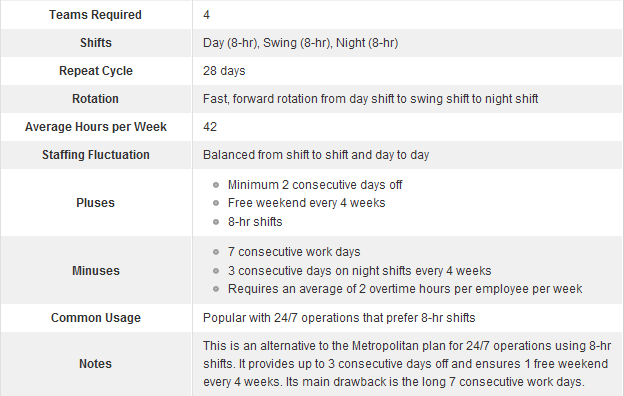 Teams Required 4
Shifts Day (8-hr), Swing (8-hr), Night (8-hr)
Repeat Cycle 28 days
Rotation Fast, forward rotation from day shift to swing shift to night shift
Average Hours per Week 42
Staffing Fluctuation Balanced from shift to shift and day to day
Pluses
Minimum 2 consecutive days off
Free weekend every 4 weeks
8-hr shifts
Minuses
7 consecutive work days
3 consecutive days on night shifts every 4 weeks
Requires an average of 2 overtime hours per employee per week
Common Usage Popular with 24/7 operations that prefer 8-hr shifts
Notes
This is an alternative to the Metropolitan plan for 24/7 operations using 8-hr
shifts. It provides up to 3 consecutive days off and ensures 1 free weekend
every 4 weeks. Its main drawback is the long 7 consecutive work days.